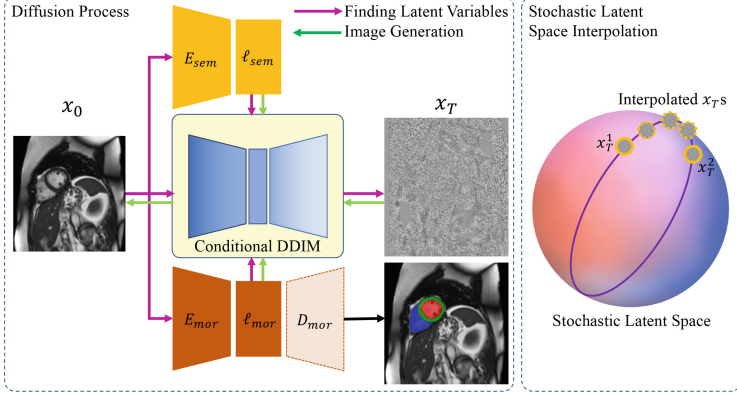 Diffusion Process
Finding Latent Variables
Image Generation
E_sem
ℓ_sem
x_0
x_T
Conditional DDIM
E_mor
ℓ_mor
D_mor
Stochastic Latent
Space Interpolation
Interpolated x_Ts
x_T^1
x_T^2
Stochastic Latent Space